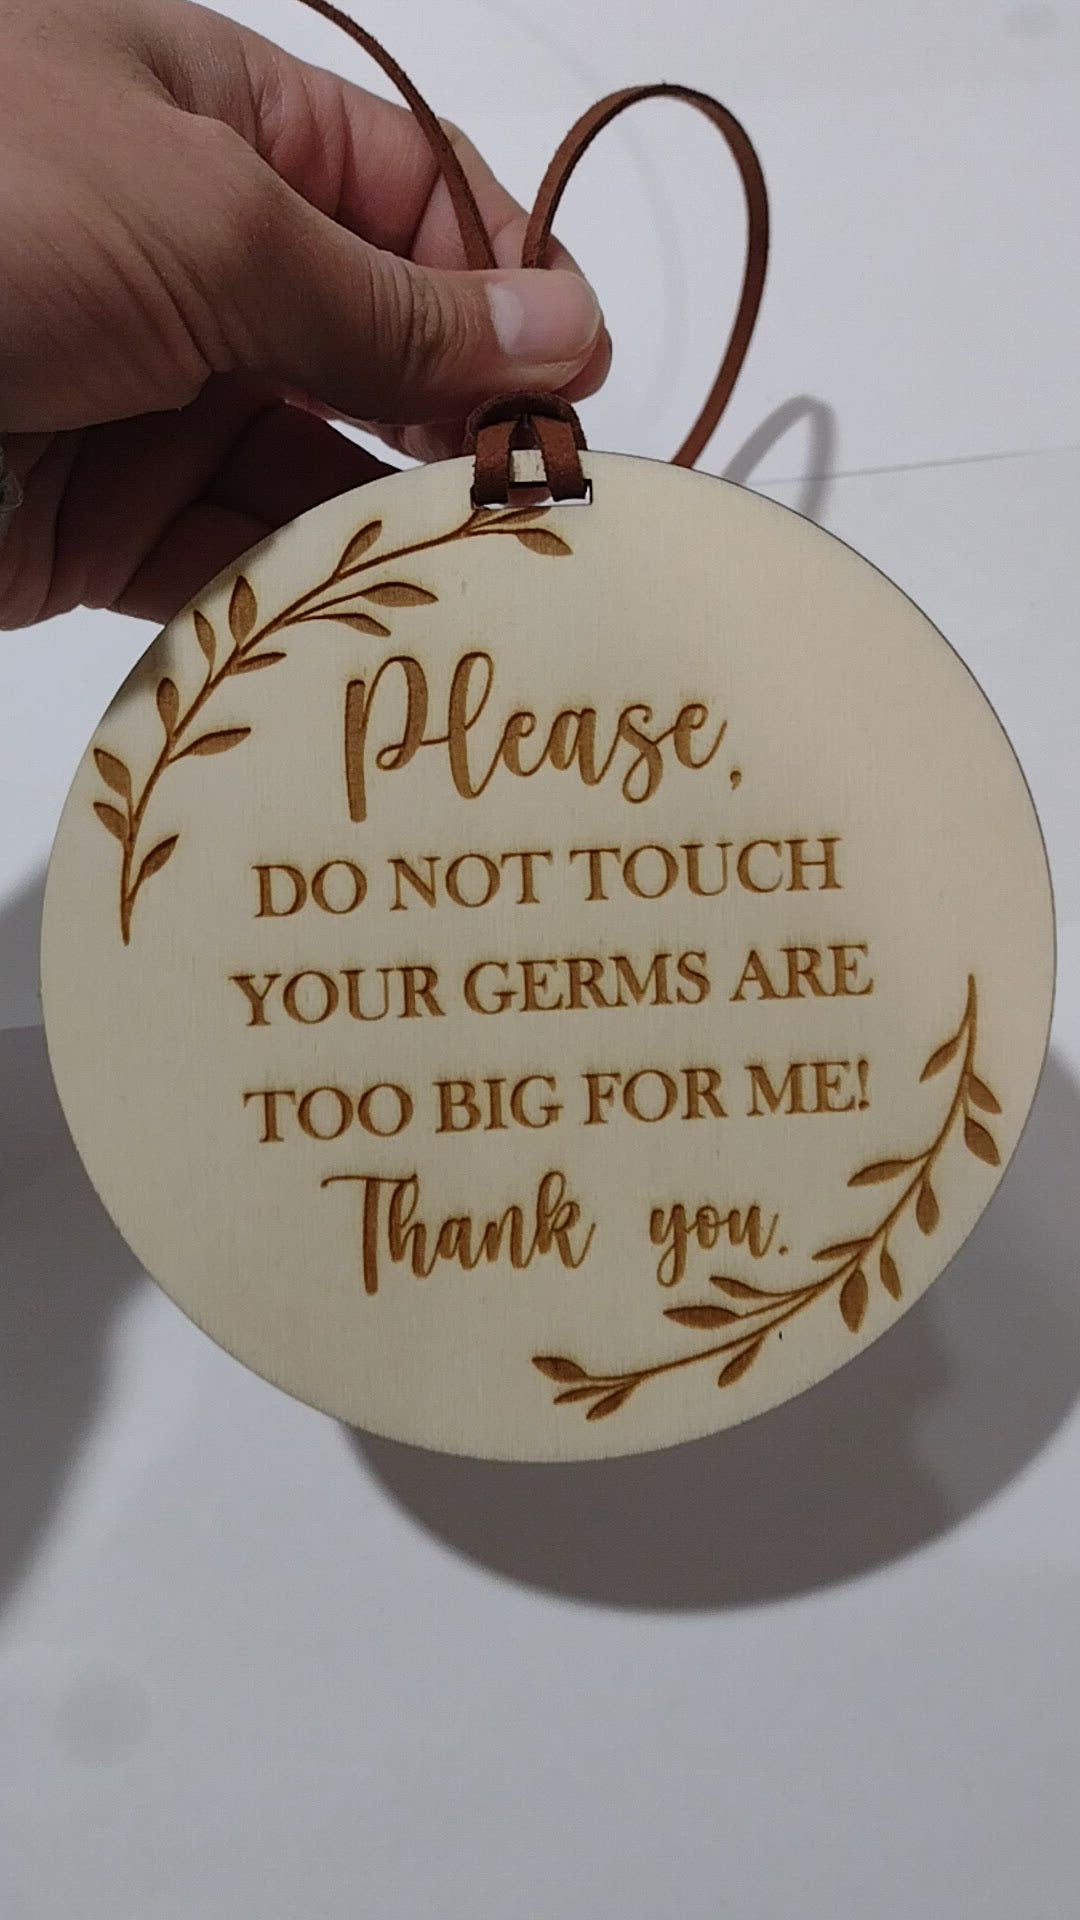 Please,
DO NOT TOUCH
YOUR GERMS ARE
TOO BIG FOR ME!
Thank you.